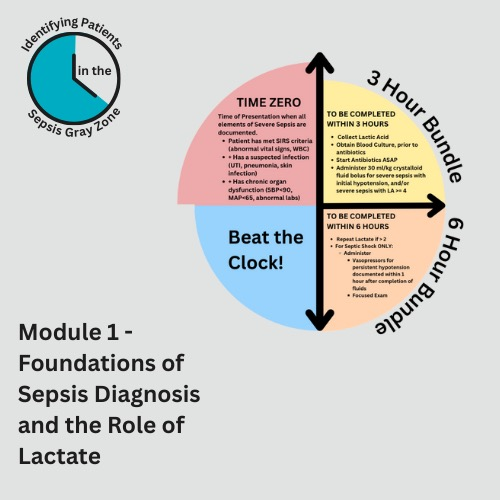 Identifying Patients
in the
Sepsis Gray Zone
TIME ZERO
Time of Presentation when all
elements of Severe Sepsis are
documented.
• Patient has met SIRS criteria
(abnormal vital signs, WBC)
• • Has a suspected infection
(UTI, pneumonia, skin
infection)
• • Has chronic organ
dysfunction (SBP<90,
MAP<65, abnormal labs)
3 Hour Bundle
TO BE COMPLETED
WITHIN 3 HOURS
• Collect Lactic Acid
• Obtain Blood Culture, prior to
antibiotics
• Start Antibiotics ASAP
• Administer 30 ml/kg crystalloid
fluid bolus for severe sepsis with
initial hypotension, and/or
severe sepsis with LA >= 4
Beat the
Clock!
6 Hour Bundle
TO BE COMPLETED
WITHIN 6 HOURS
• Repeat Lactate if > 2
• For Septic Shock ONLY:
◦ Administer
▪ Vasopressors for
persistent hypotension
documented within 1
hour after completion of
fluids
▪ Focused Exam
Module 1 -
Foundations of
Sepsis Diagnosis
and the Role of
Lactate